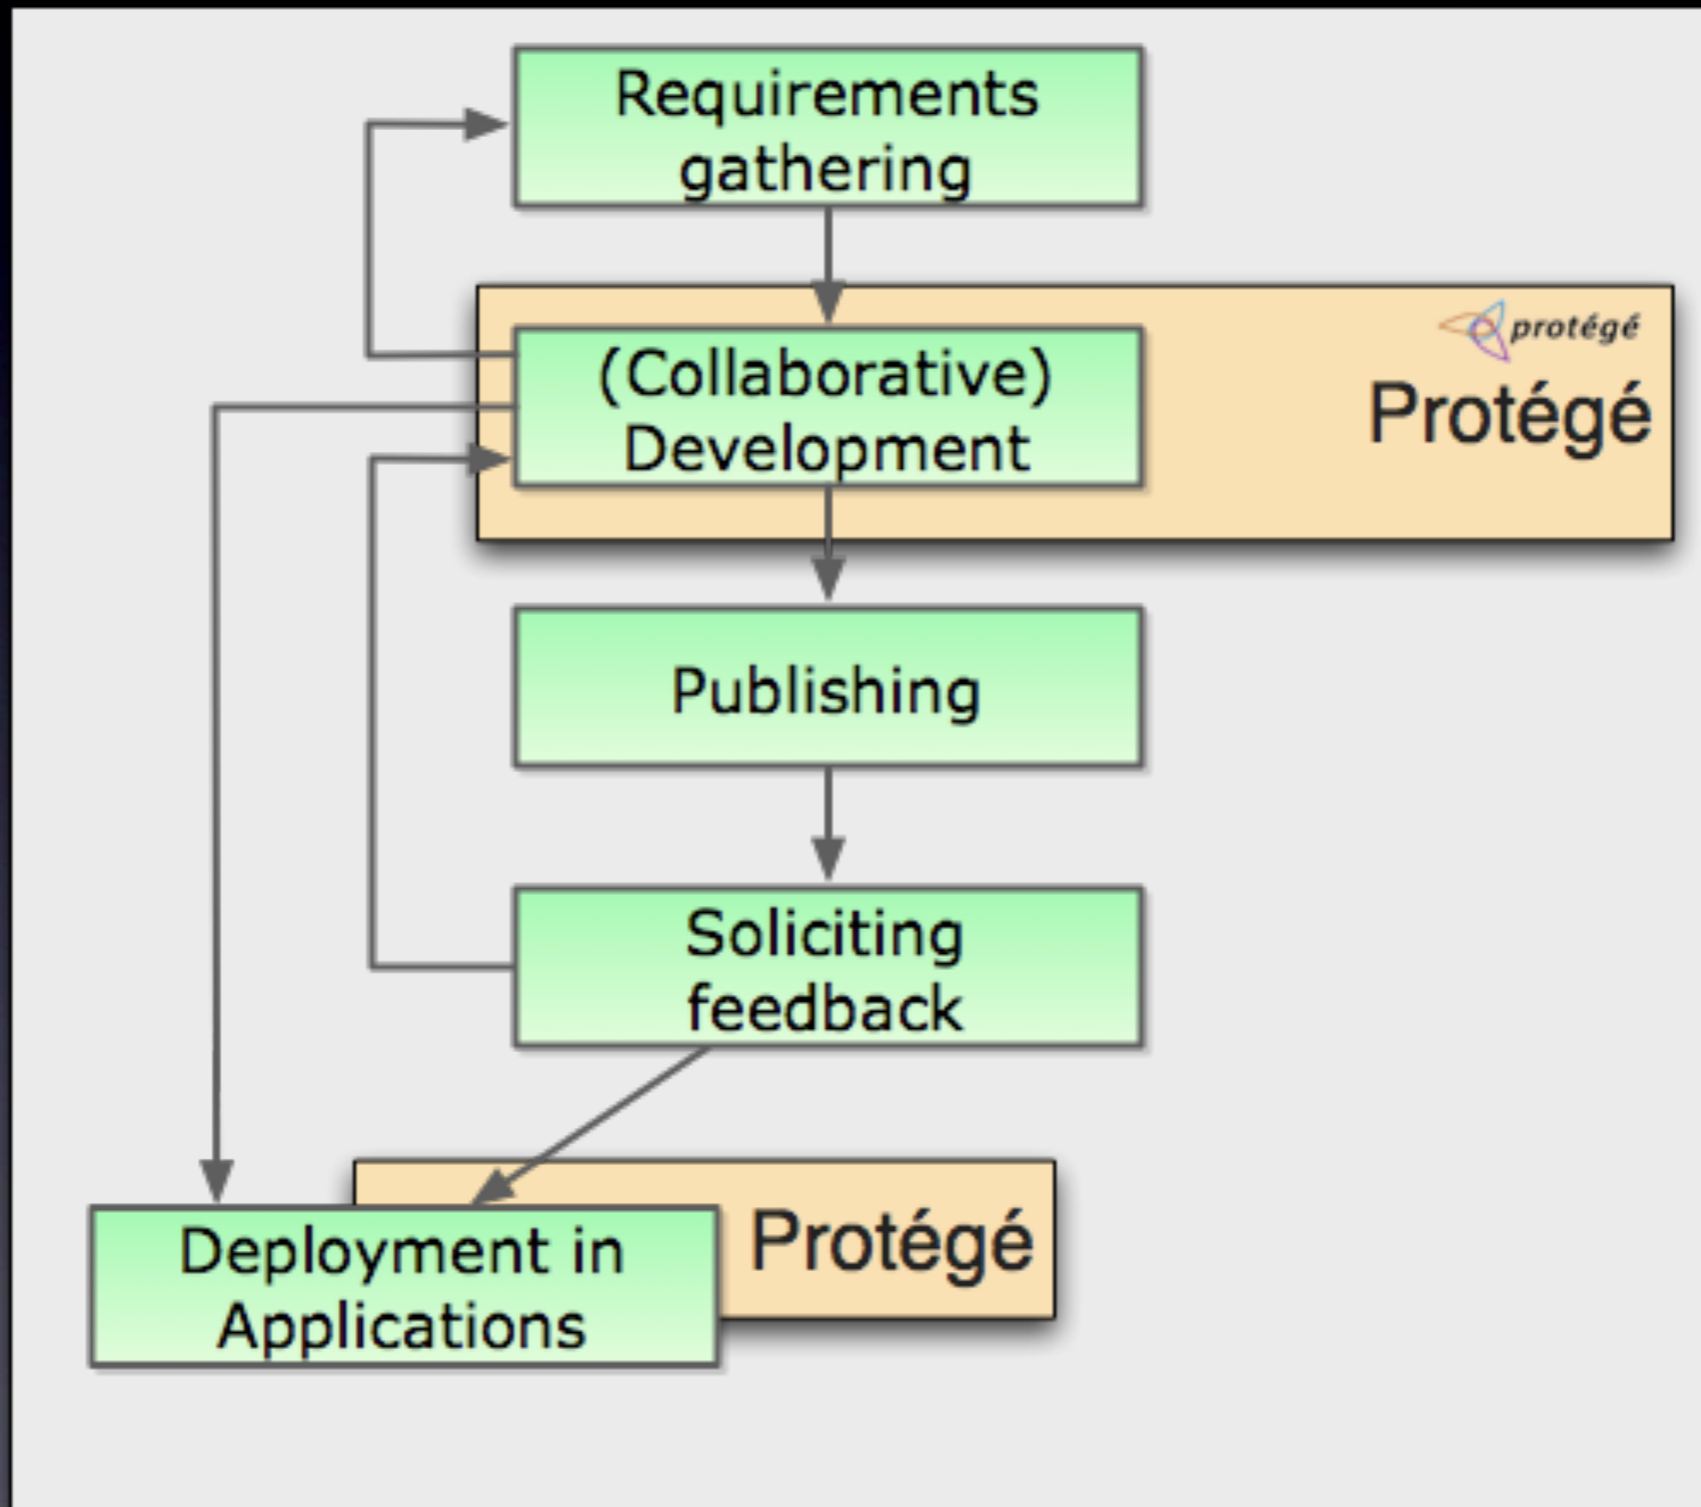 Requirements
gathering
protégé
Protégé
(Collaborative)
Development
Publishing
Soliciting
feedback
Protégé
Deployment in
Applications